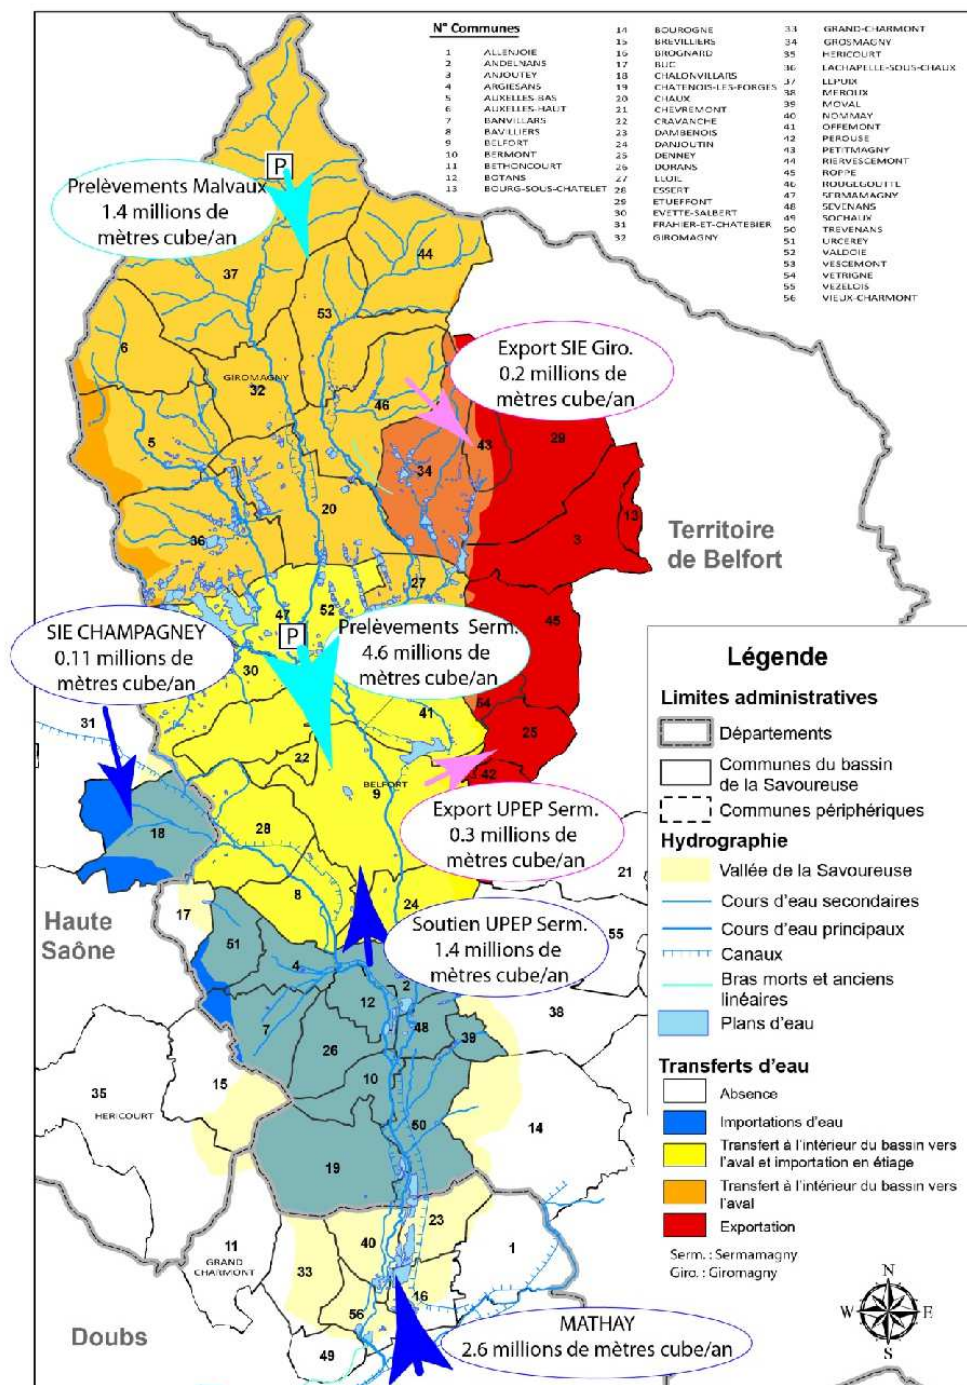 N° Communes
1 ALLENJOIE
2 ANDELNANS
3 ANJOUTEY
4 ARGIESANS
5 AUXELLES-BAS
6 AUXELLES-HAUT
7 BANVILLARS
8 BAVILLIERS
9 BELFORT
10 BERMONT
11 BETHONCOURT
12 BOTANS
13 BOURG-SOUS-CHATELET
14 BOUROGNE
15 BREVILLIERS
16 BROGNARD
17 BUC
18 CHALONVILLARS
19 CHATENOIS-LES-FORGES
20 CHAUX
21 CHEVREMONT
22 CRAVANCHE
23 DAMBENOIS
24 DANJOUTIN
25 DENNEY
26 DORANS
27 ELOIE
28 ESSERT
29 ETUEFFONT
30 EVETTE-SALBERT
31 FRAHIER-ET-CHATEBIER
32 GIROMAGNY
33 GRAND-CHARMONT
34 GROSMAGNY
35 HERICOURT
36 LACHAPELLE-SOUS-CHAUX
37 LEPUIX
38 MEROUX
39 MOVAL
40 NOMMAY
41 OFFEMONT
42 PEROUSE
43 PETITMAGNY
44 RIERVESCEMONT
45 ROPPE
46 ROUGEGOUTTE
47 SERMAMAGNY
48 SEVENANS
49 SOCHAUX
50 TREVENANS
51 URCEREY
52 VALDOIE
53 VESCEMONT
54 VETRIGNE
55 VEZELOIS
56 VIEUX-CHARMONT
P
Prelèvements Malvaux
1.4 millions de
mètres cube/an
37
44
53
6
GIROMAGNY
32
46
Export SIE Giro.
0.2 millions de
mètres cube/an
5
34
43
29
20
36
3
13
Territoire
de Belfort
27
47
52
45
P
SIE CHAMPAGNEY
0.11 millions de
mètres cube/an
Prelèvements Serm.
4.6 millions de
mètres cube/an
30
31
41
54
25
22
BELFORT
9
42
18
28
Export UPEP Serm.
0.3 millions de
mètres cube/an
21
8
24
17
Haute
Saône
51
4
Soutien UPEP Serm.
1.4 millions de
mètres cube/an
55
2
12
7
48
39
38
26
10
35
HERICOURT
15
50
14
19
11
GRAND
CHARMONT
40
23
1
33
16
56
49
Doubs
MATHAY
2.6 millions de mètres cube/an
Légende
Limites administratives
Départements
Communes du bassin
de la Savoureuse
Communes périphériques
Hydrographie
Vallée de la Savoureuse
Cours d'eau secondaires
Cours d'eau principaux
Canaux
Bras morts et anciens
linéaires
Plans d'eau
Transferts d'eau
Absence
Importations d'eau
Transfert à l'intérieur du bassin vers
l'aval et importation en étiage
Transfert à l'intérieur du bassin vers
l'aval
Exportation
Serm. : Sermamagny
Giro. : Giromagny
N
W E
S